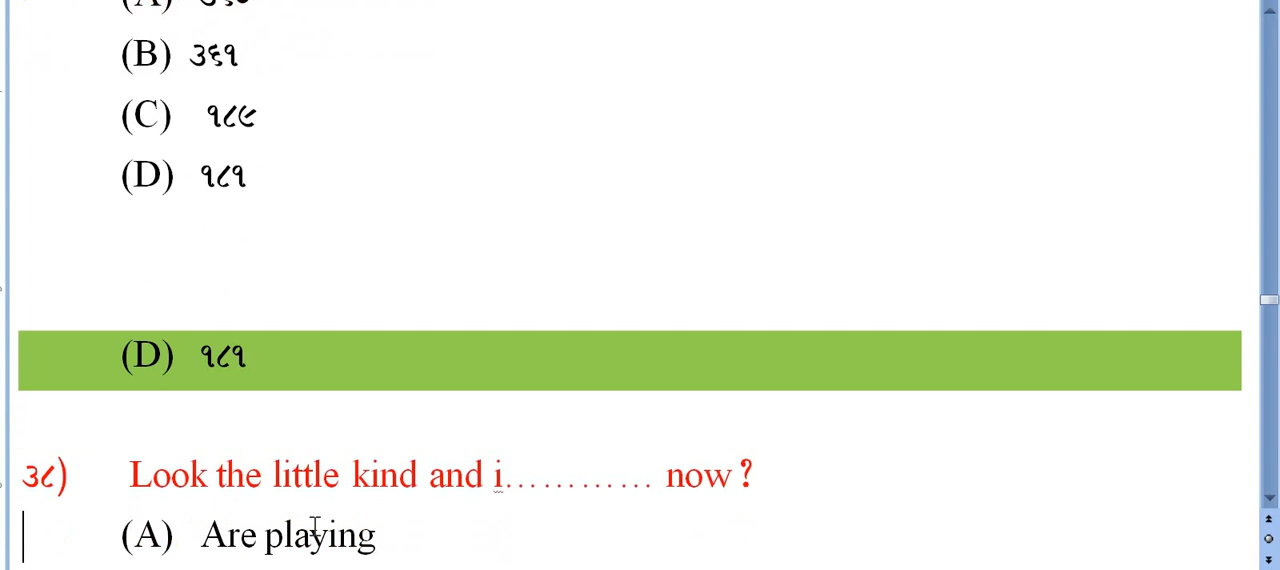 (A)
(B) ૩૬૧
(C) ૧૮૯
(D) ૧૮૧
(D) ૧૮૧
૩૮) Look the little kind and i………… now?
(A) Are playing